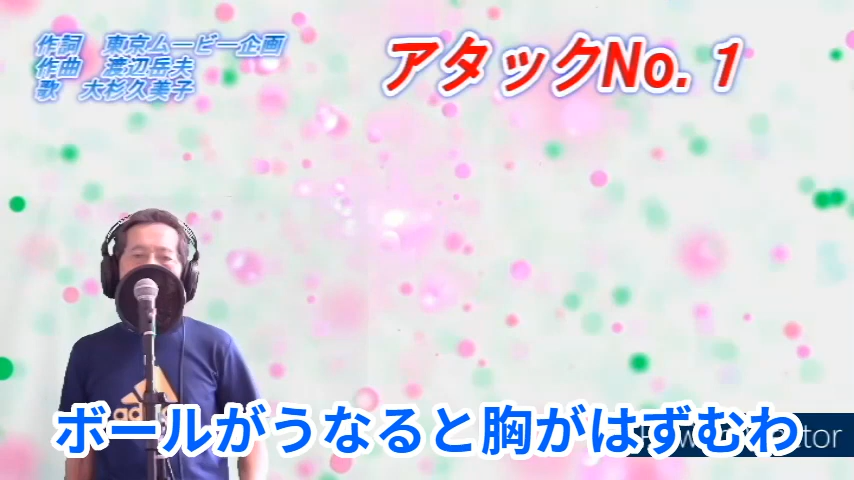 作詞　東京ムービー企画
作曲　渡辺岳夫
歌　大杉久美子
アタックNo.1
ボールがうなると胸がはずむわ